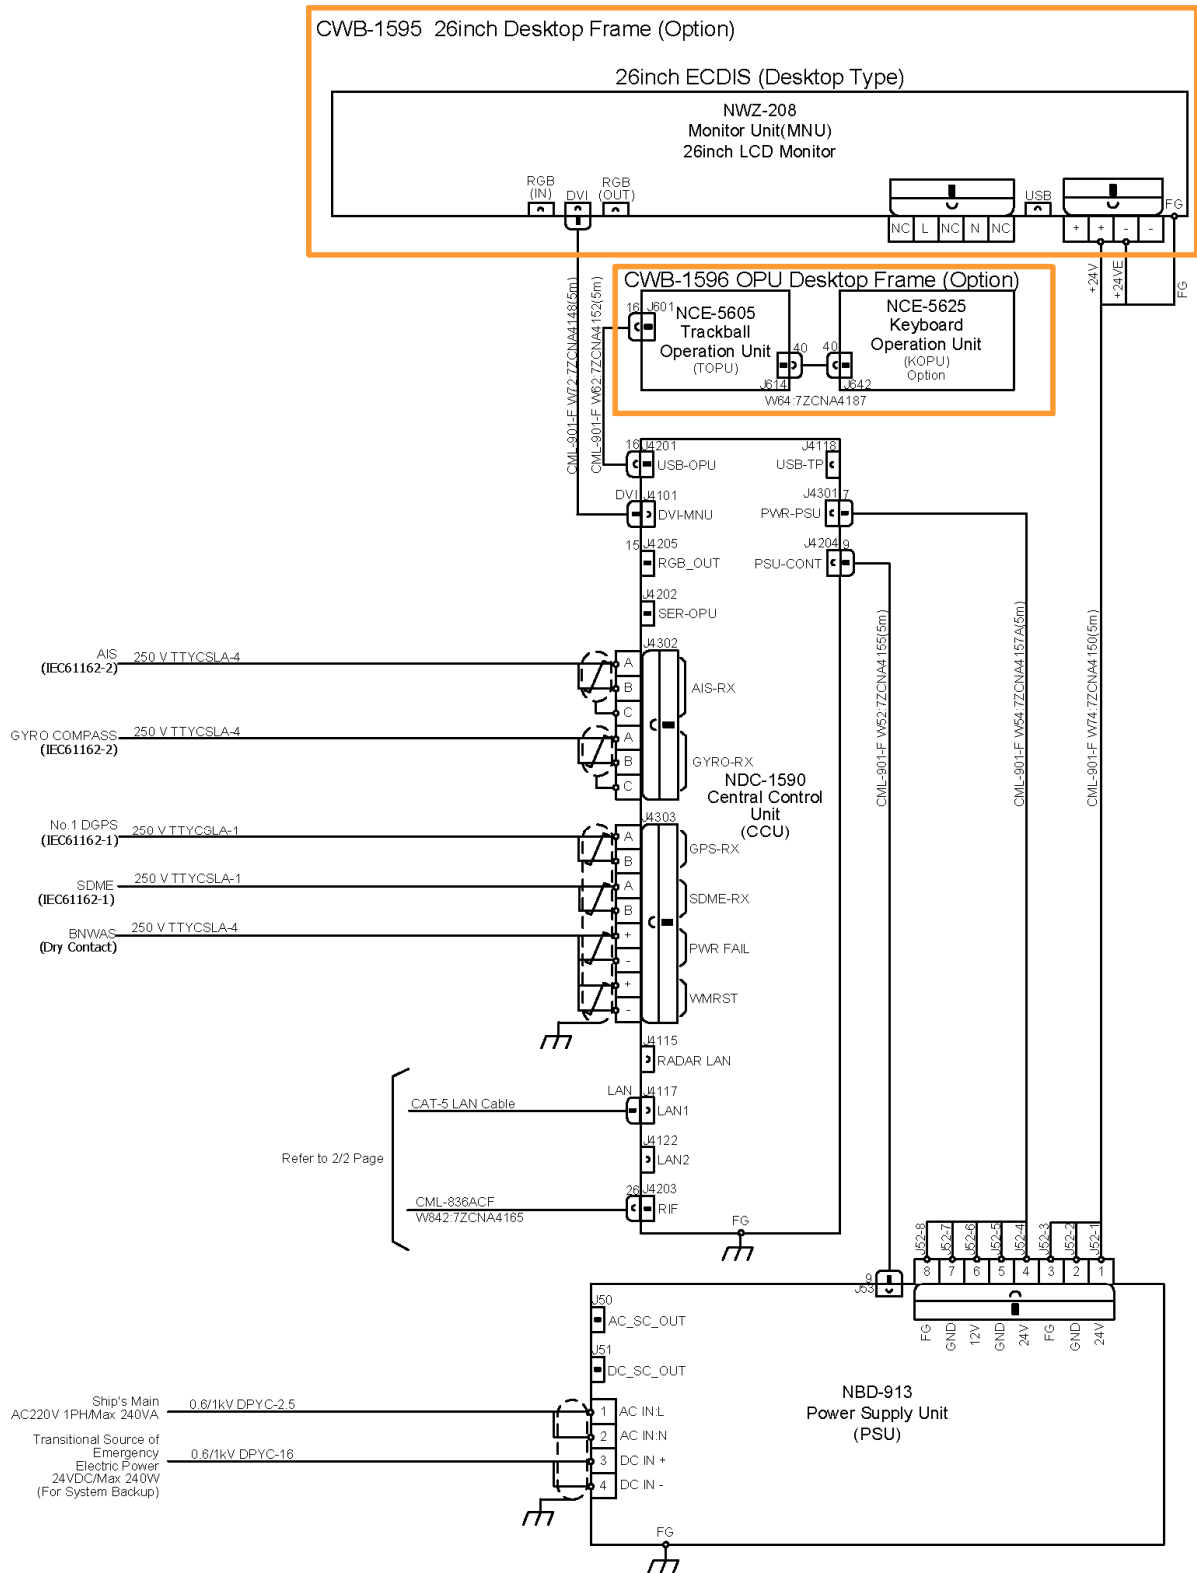 CWB-1595 26inch Desktop Frame (Option)
26inch ECDIS (Desktop Type)
NWZ-208
Monitor Unit(MNU)
26inch LCD Monitor
RGB
(IN)
DVI
RGB
(OUT)
USB
FG
NC L NC N NC
+ + - -
+24V
+24VE
FG
CML-901-F W72:7ZCNA4148(5m)
CML-901-F W62:7ZCNA4152(5m)
CWB-1596 OPU Desktop Frame (Option)
16 J601
NCE-5605
Trackball
Operation Unit
(TOPU)
40
J614
NCE-5625
Keyboard
Operation Unit
(KOPU)
Option
40
J642
W64:7ZCNA4187
16 J4201
USB-OPU
J4118
USB-TP
DVI J4101
DVI-MNU
J4301 7
PWR-PSU
15 J4205
RGB_OUT
J4204 9
PSU-CONT
J4202
SER-OPU
CML-901-F W52:7ZCNA4155(5m)
CML-901-F W54:7ZCNA4157A(5m)
CML-901-F W74:7ZCNA4150(5m)
AIS
(IEC61162-2)
250 V TTYCSLA-4
J4302
A
B
C
AIS-RX
GYRO COMPASS
(IEC61162-2)
250 V TTYCSLA-4
A
B
C
GYRO-RX
NDC-1590
Central Control
Unit
(CCU)
No.1 DGPS
(IEC61162-1)
250 V TTYCGLA-1
J4303
A
B
GPS-RX
SDME
(IEC61162-1)
250 V TTYCSLA-1
A
B
SDME-RX
BNWAS
(Dry Contact)
250 V TTYCSLA-4
+
-
PWR FAIL
+
-
WMRST
J4115
RADAR LAN
Refer to 2/2 Page
CAT-5 LAN Cable
LAN J4117
LAN1
J4122
LAN2
CML-836ACF
W842:7ZCNA4165
26 J4203
RIF
FG
J52-8 J52-7 J52-6 J52-5 J52-4 J52-3 J52-2 J52-1
8 7 6 5 4 3 2 1
FG GND 12V GND 24V FG GND 24V
9
J53
J50
AC_SC_OUT
J51
DC_SC_OUT
NBD-913
Power Supply Unit
(PSU)
Ship's Main
AC220V 1PH/Max 240VA
0.6/1kV DPYC-2.5
1 AC IN:L
2 AC IN:N
Transitional Source of
Emergency
Electric Power
24VDC/Max 240W
(For System Backup)
0.6/1kV DPYC-16
3 DC IN +
4 DC IN -
FG